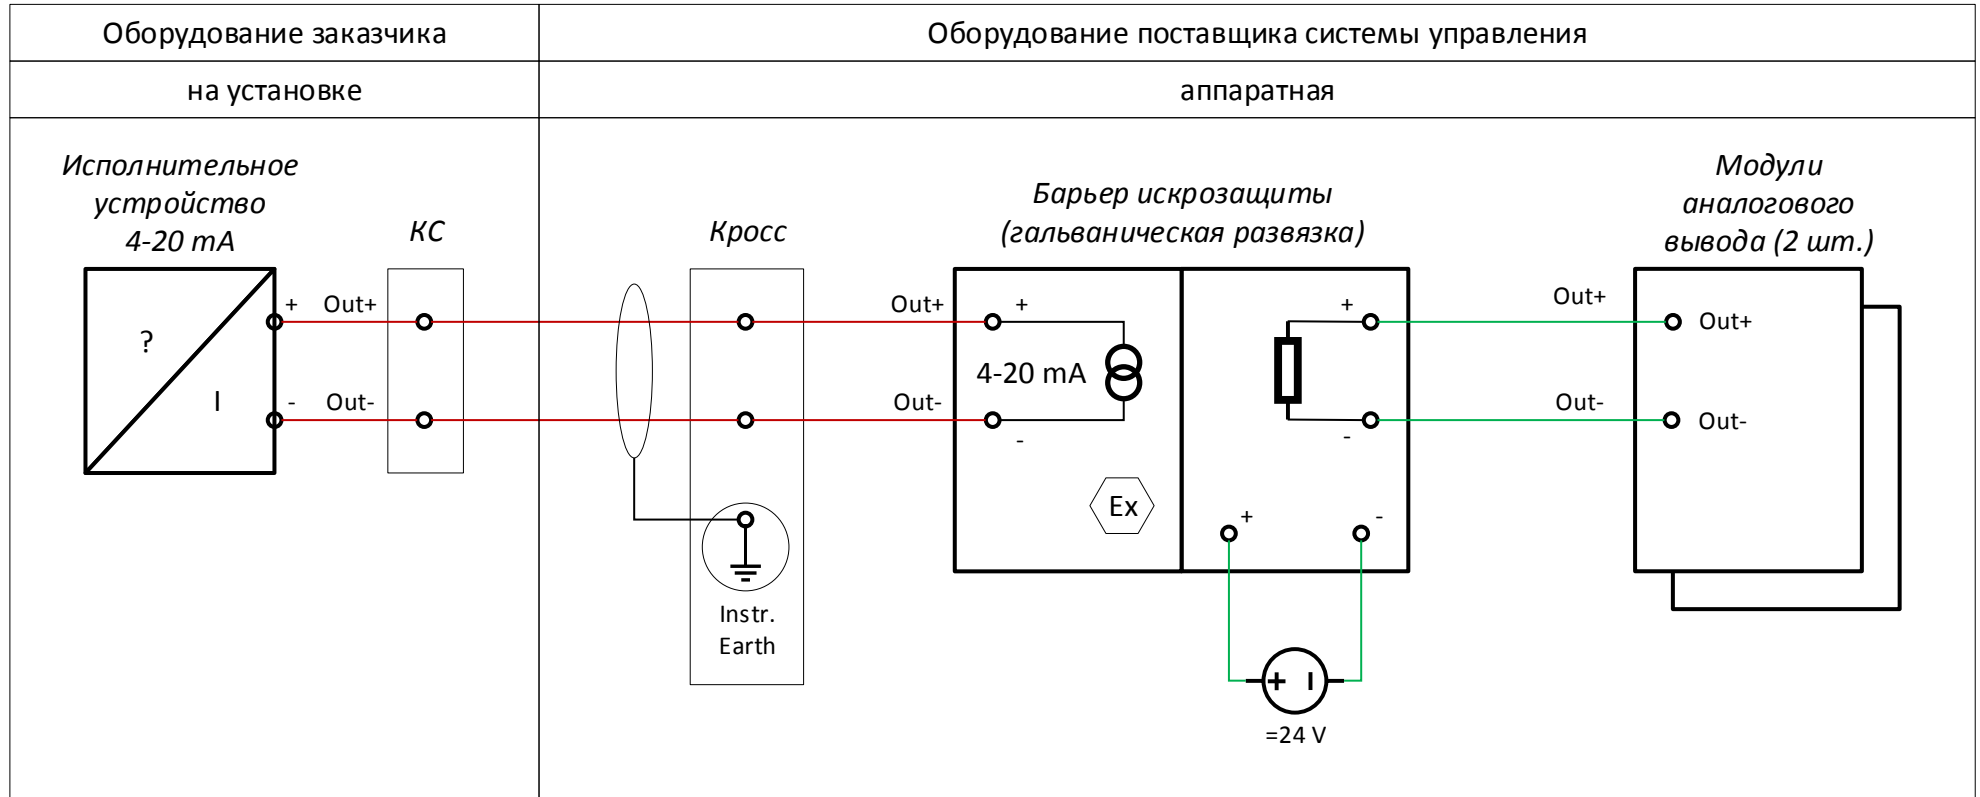 Оборудование заказчика
Оборудование поставщика системы управления
на установке
аппаратная
Исполнительное
устройство
4-20 mA
КС
Кросс
Барьер искрозащиты
(гальваническая развязка)
Модули
аналогового
вывода (2 шт.)
?
I
+
Out+
-
Out-
Out+
+
Out-
-
4-20 mA
Ex
+
-
+
-
Out+
Out-
Out+
Out-
Instr.
Earth
=24 V